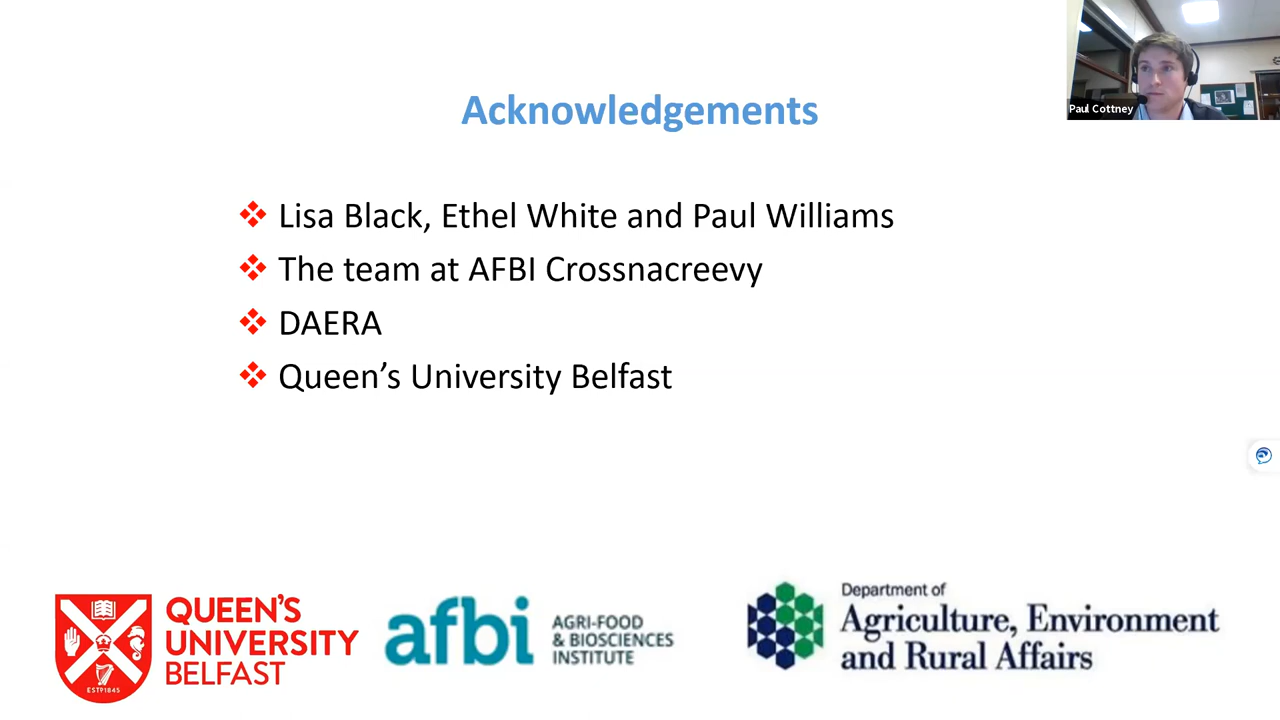 Paul Cottney
Acknowledgements
❖ Lisa Black, Ethel White and Paul Williams
❖ The team at AFBI Crossnacreevy
❖ DAERA
❖ Queen's University Belfast
QUEEN'S
UNIVERSITY
BELFAST
ESTD1845
afbi
AGRI-FOOD
& BIOSCIENCES
INSTITUTE
Department of
Agriculture, Environment
and Rural Affairs